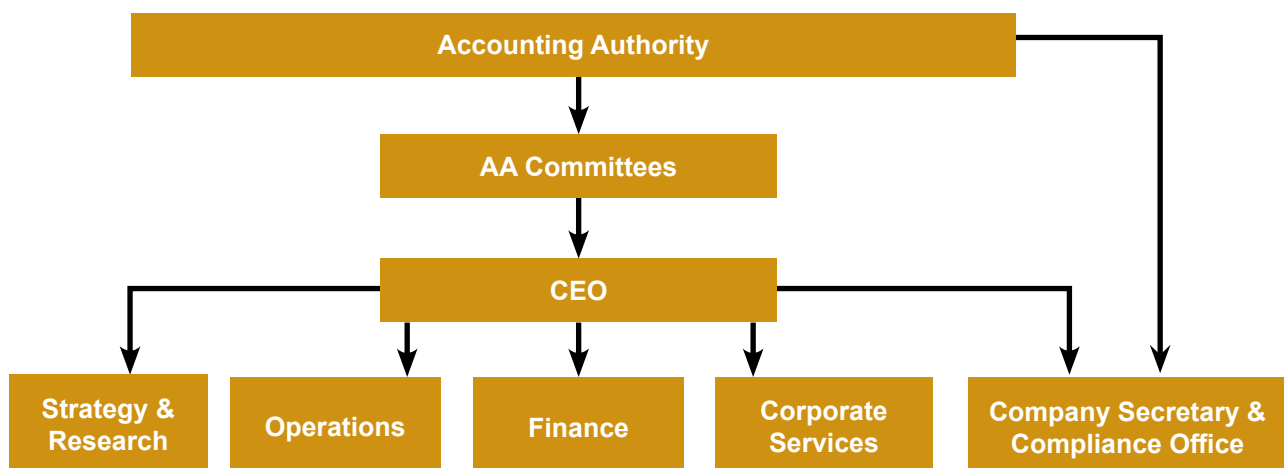 Accounting Authority
AA Committees
CEO
Strategy &
Research
Operations
Finance
Corporate
Services
Company Secretary &
Compliance Office